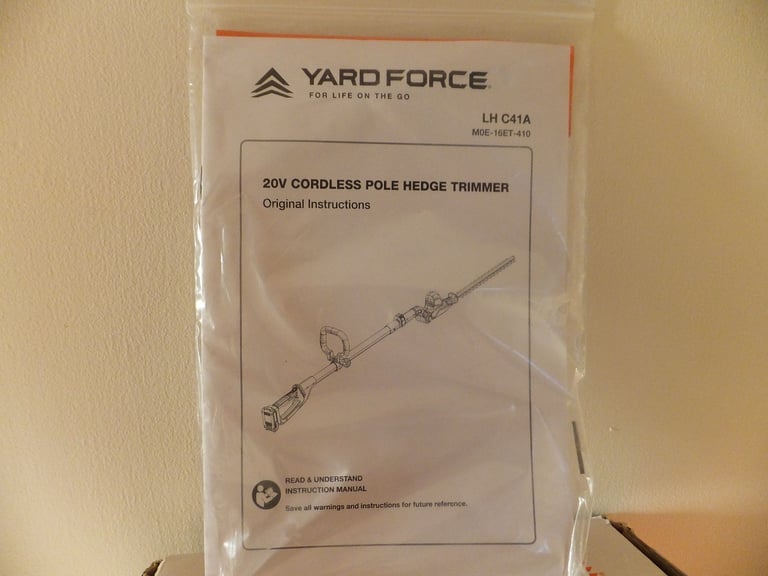 YARD FORCE
FOR LIFE ON THE GO
LH C41A
M0E-16ET-410
20V CORDLESS POLE HEDGE TRIMMER
Original Instructions
READ & UNDERSTAND
INSTRUCTION MANUAL
Save all warnings and instructions for future reference.